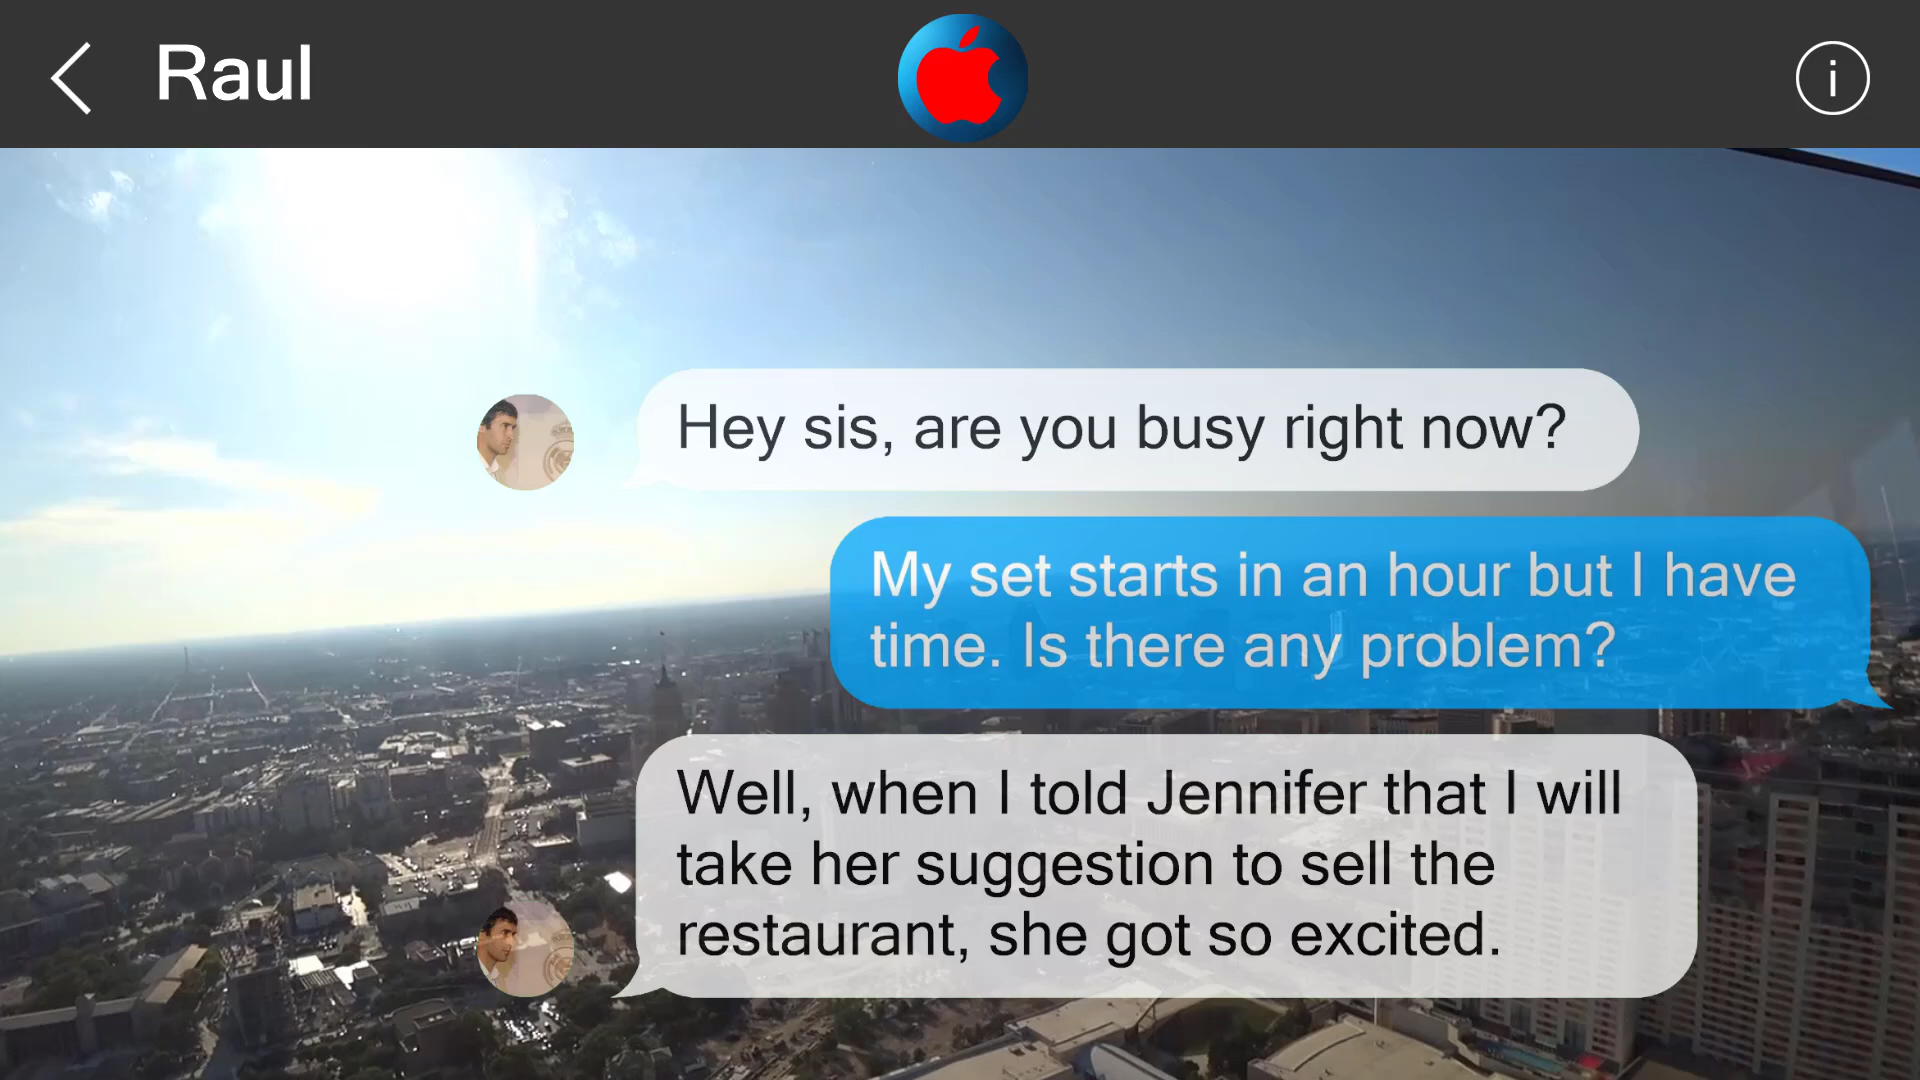 Raul
Hey sis, are you busy right now?
My set starts in an hour but I have
time. Is there any problem?
Well, when I told Jennifer that I will
take her suggestion to sell the
restaurant, she got so excited.